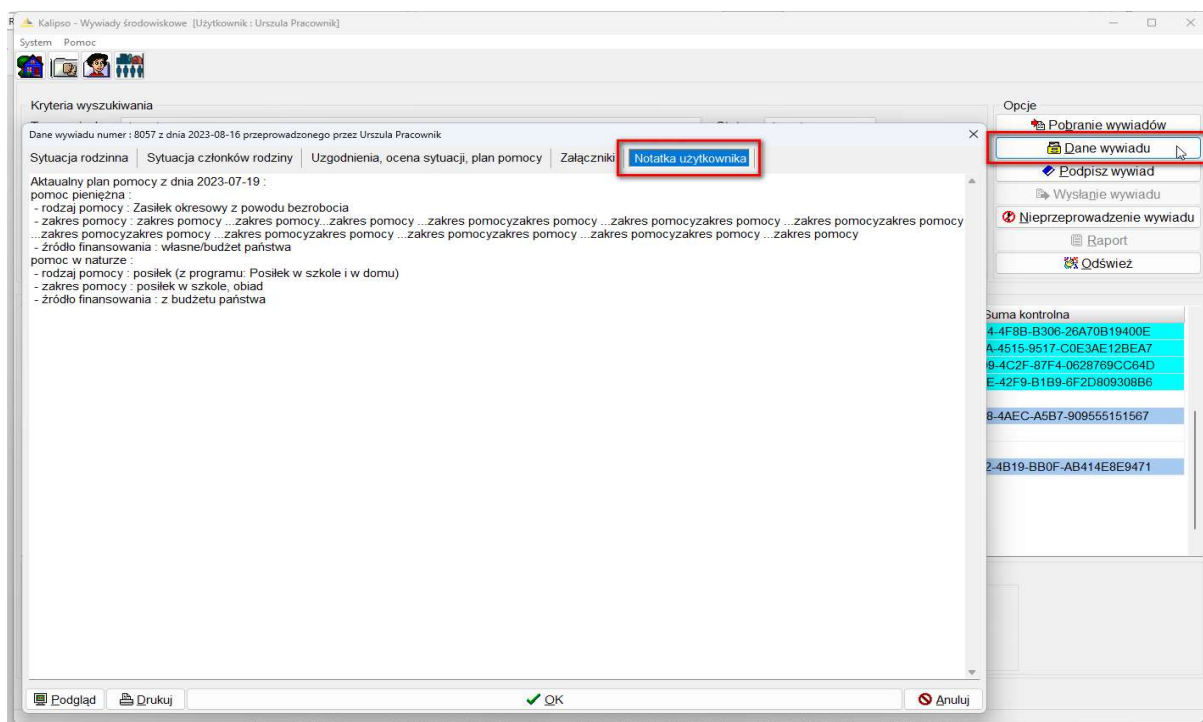 Kalipso - Wywiady środowiskowe [Użytkownik : Urszula Pracownik]
System Pomoc
Kryteria wyszukiwania
Opcje
Pobranie wywiadów
Dane wywiadu
Podpisz wywiad
Wysłanie wywiadu
Nieprzeprowadzenie wywiadu
Raport
Odśwież
Dane wywiadu numer : 8057 z dnia 2023-08-16 przeprowadzonego przez Urszula Pracownik
Sytuacja rodzinna Sytuacja członków rodziny Uzgodnienia, ocena sytuacji, plan pomocy Załączniki Notatka użytkownika
Aktaualny plan pomocy z dnia 2023-07-19 :
pomoc pieniężna :
- rodzaj pomocy : Zasiłek okresowy z powodu bezrobocia
- zakres pomocy : zakres pomocy ...zakres pomocy...zakres pomocy ...zakres pomocyzakres pomocy ...zakres pomocyzakres pomocy ...zakres pomocyzakres pomocy
...zakres pomocyzakres pomocy ...zakres pomocyzakres pomocy ...zakres pomocyzakres pomocy ...zakres pomocyzakres pomocy ...zakres pomocy
- źródło finansowania : własne/budżet państwa
pomoc w naturze :
- rodzaj pomocy : posiłek (z programu: Posiłek w szkole i w domu)
- zakres pomocy : posiłek w szkole, obiad
- źródło finansowania : z budżetu państwa
Suma kontrolna
4-4F8B-B306-26A70B19400E
A-4515-9517-C0E3AE12BEA7
9-4C2F-87F4-0628769CC64D
E-42F9-B1B9-6F2D809308B6
8-4AEC-A5B7-909555151567
2-4B19-BB0F-AB414E8E9471
Podgląd Drukuj OK Anuluj